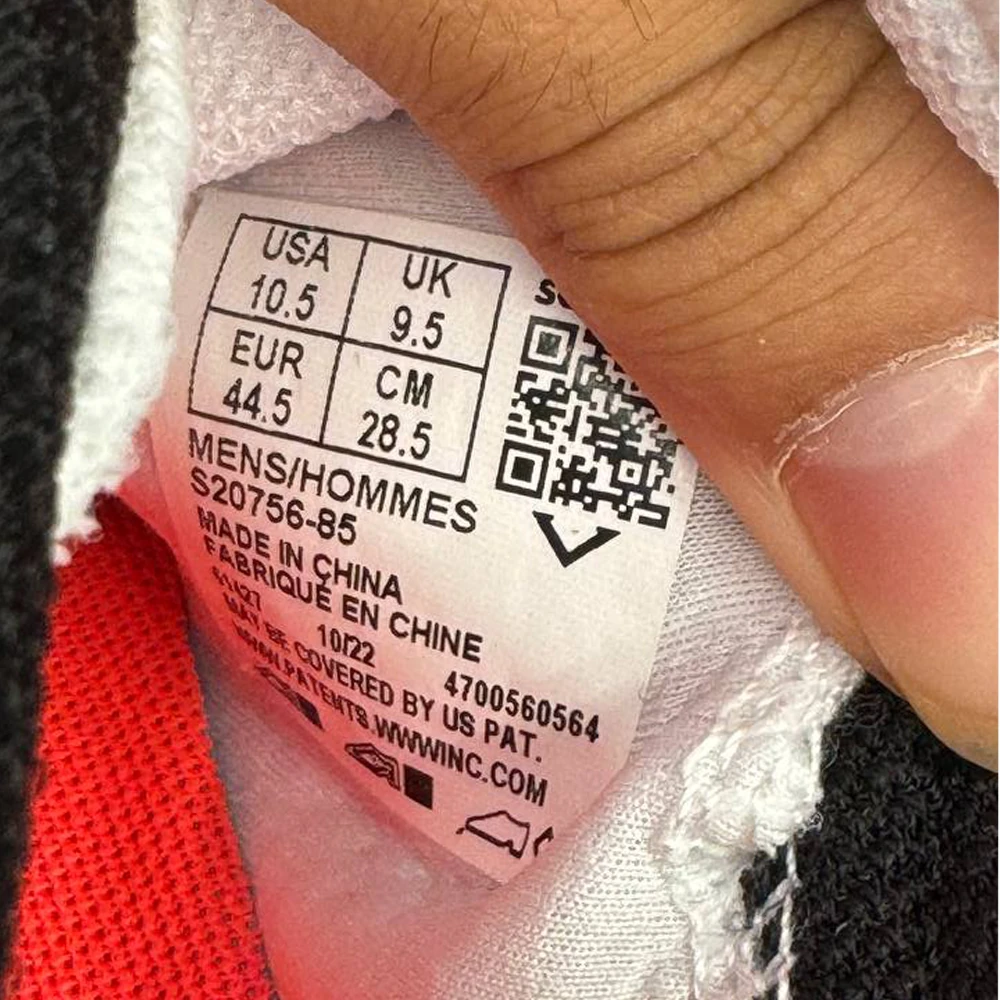 USA UK
10.5 9.5
EUR CM
44.5 28.5
MENS/HOMMES
S20756-85
MADE IN CHINA
FABRIQUÉ EN CHINE
10/22 4700560564
MAY BE COVERED BY US PAT.
WWW.PATENTS.WWWINC.COM